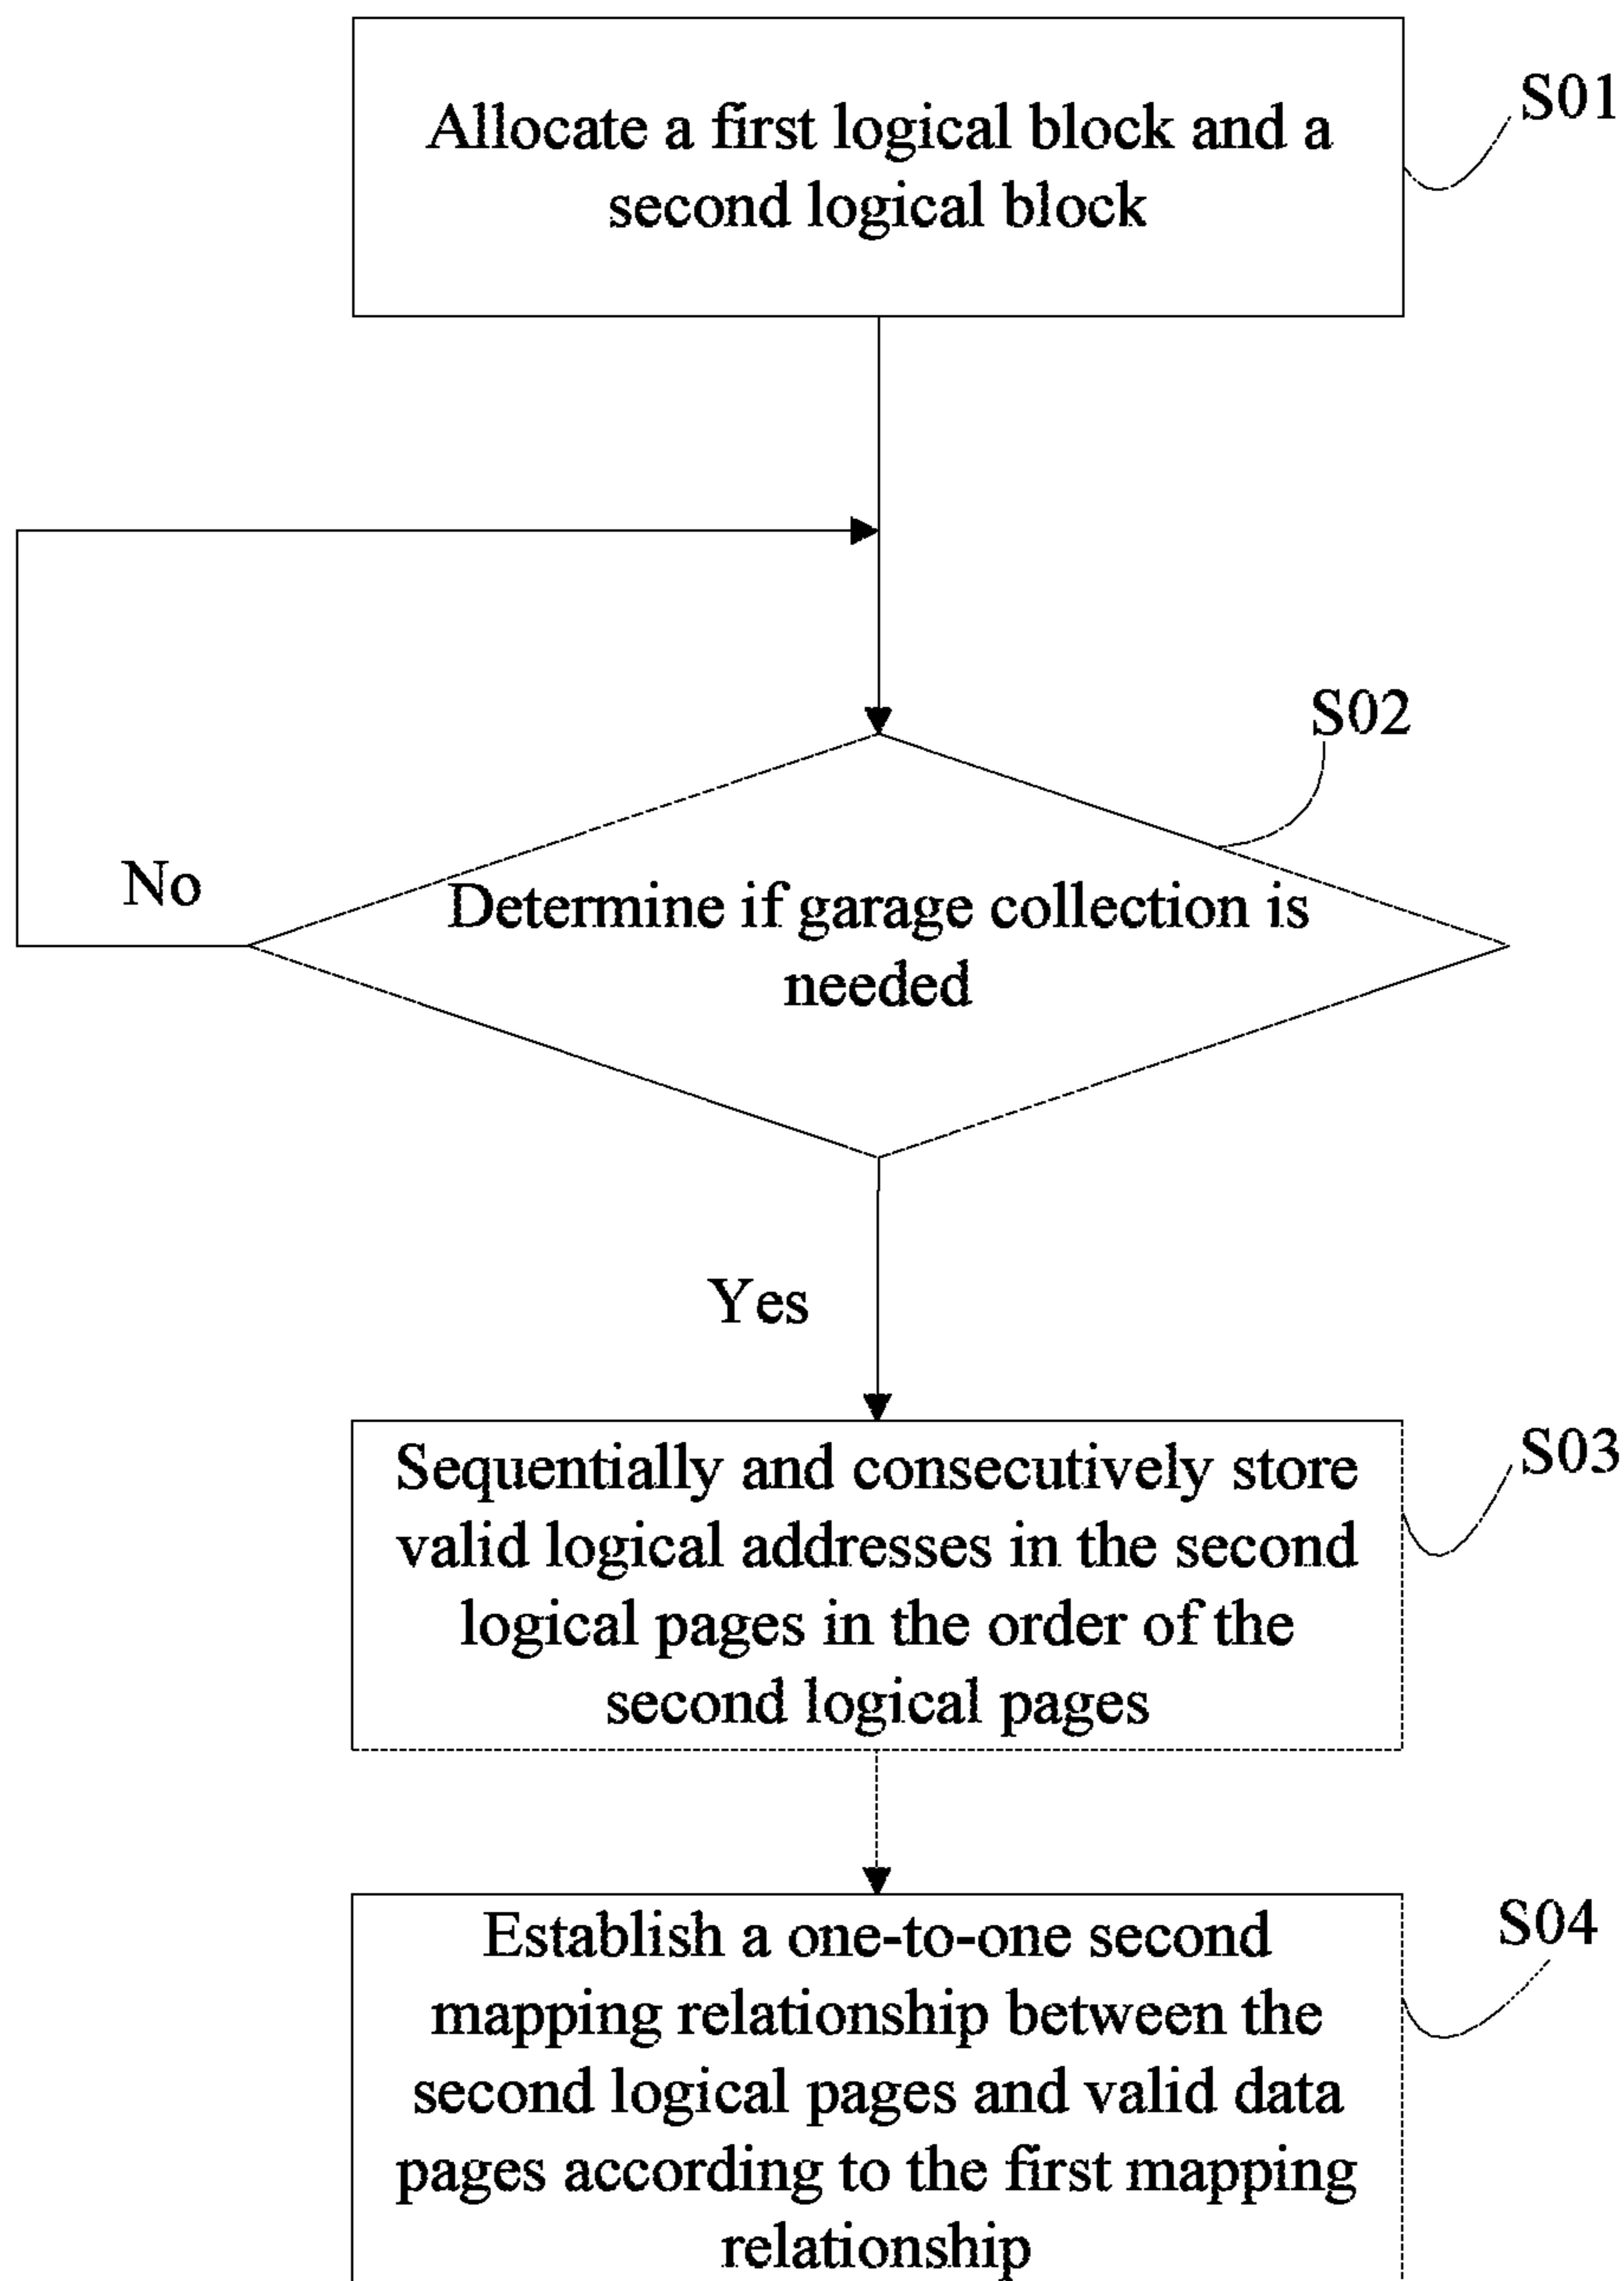 Allocate a first logical block and a
second logical block
S01
S02
No
Determine if garage collection is
needed
Yes
Sequentially and consecutively store
valid logical addresses in the second
logical pages in the order of the
second logical pages
S03
Establish a one-to-one second
mapping relationship between the
second logical pages and valid data
pages according to the first mapping
relationship
S04